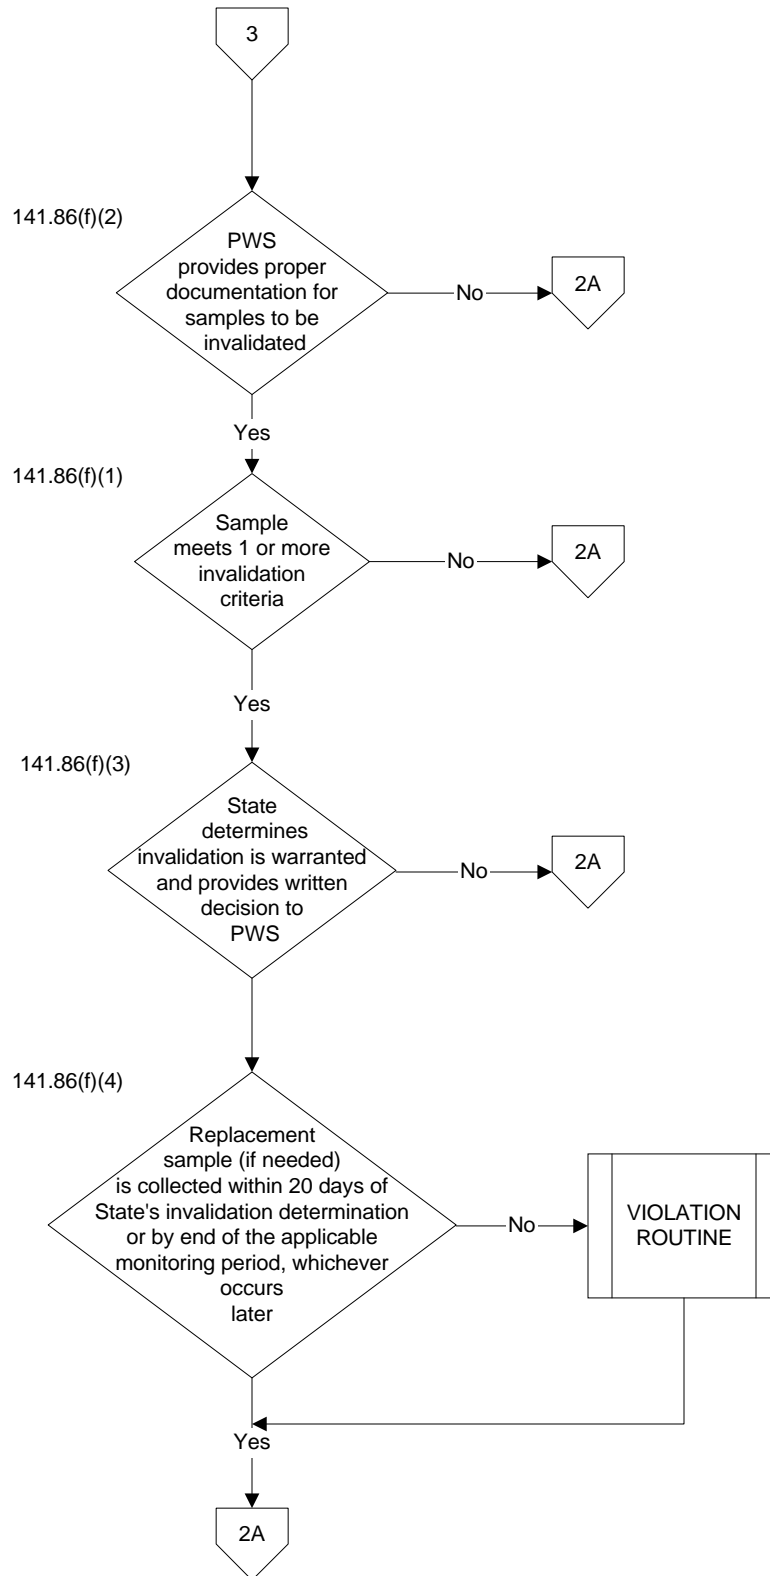 3
141.86(f)(2)
PWS
provides proper
documentation for
samples to be
invalidated
No
2A
Yes
141.86(f)(1)
Sample
meets 1 or more
invalidation
criteria
No
2A
Yes
141.86(f)(3)
State
determines
invalidation is warranted
and provides written
decision to
PWS
No
2A
141.86(f)(4)
Replacement
sample (if needed)
is collected within 20 days of
State's invalidation determination
or by end of the applicable
monitoring period, whichever
occurs
later
No
VIOLATION
ROUTINE
Yes
2A